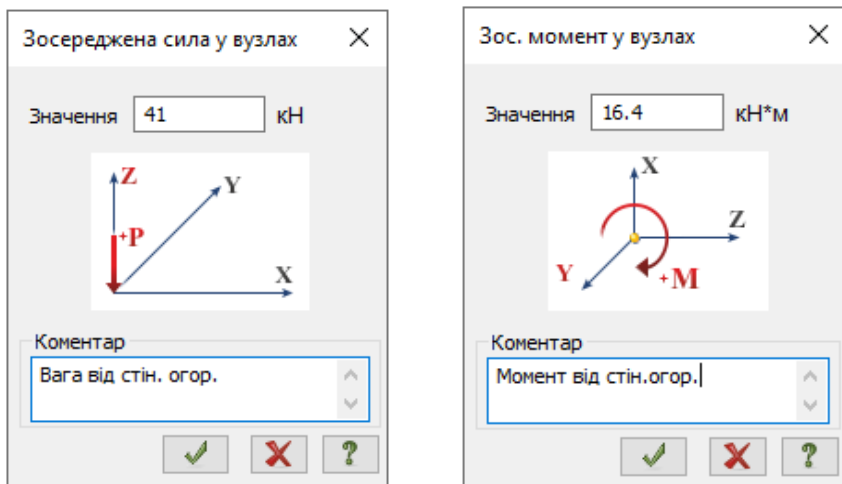 Зосереджена сила у вузлах
Значення 41 кН
Z
Y
+P
X
Коментар
Вага від стін. огор.
Зос. момент у вузлах
Значення 16.4 кН*м
X
Z
Y
+M
Коментар
Момент від стін.огор.